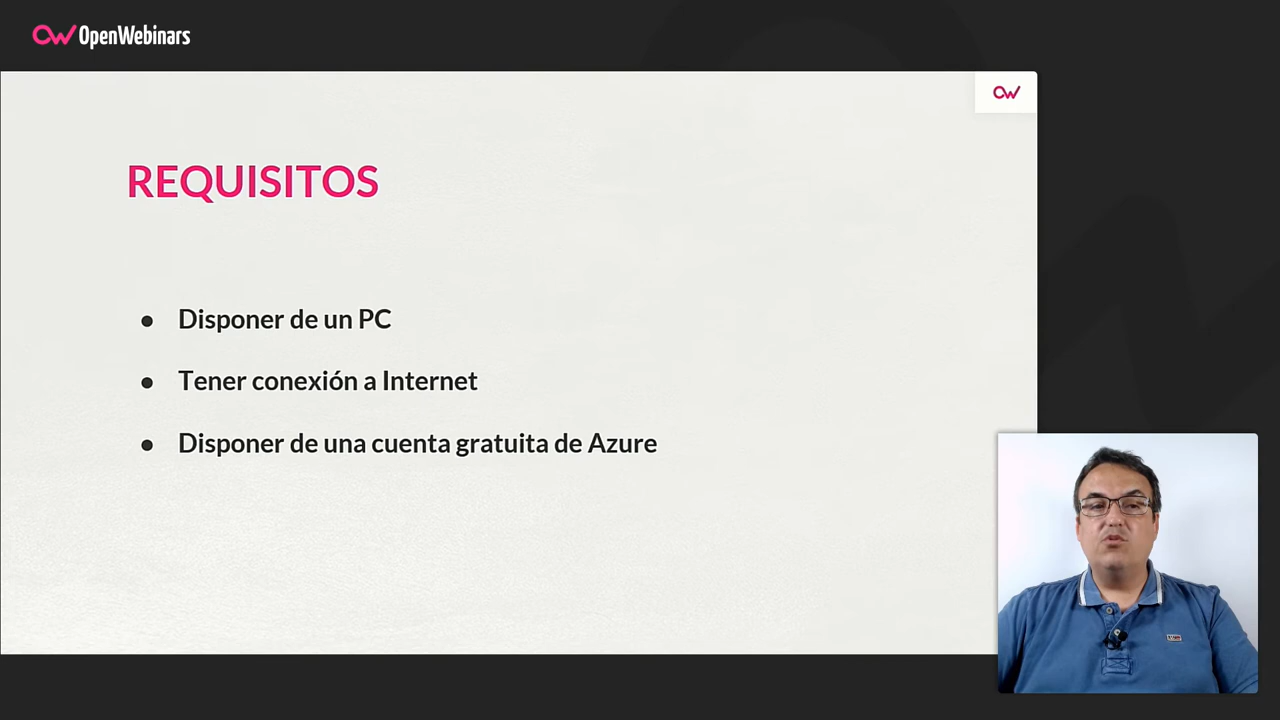 OpenWebinars
REQUISITOS
● Disponer de un PC
● Tener conexión a Internet
● Disponer de una cuenta gratuita de Azure